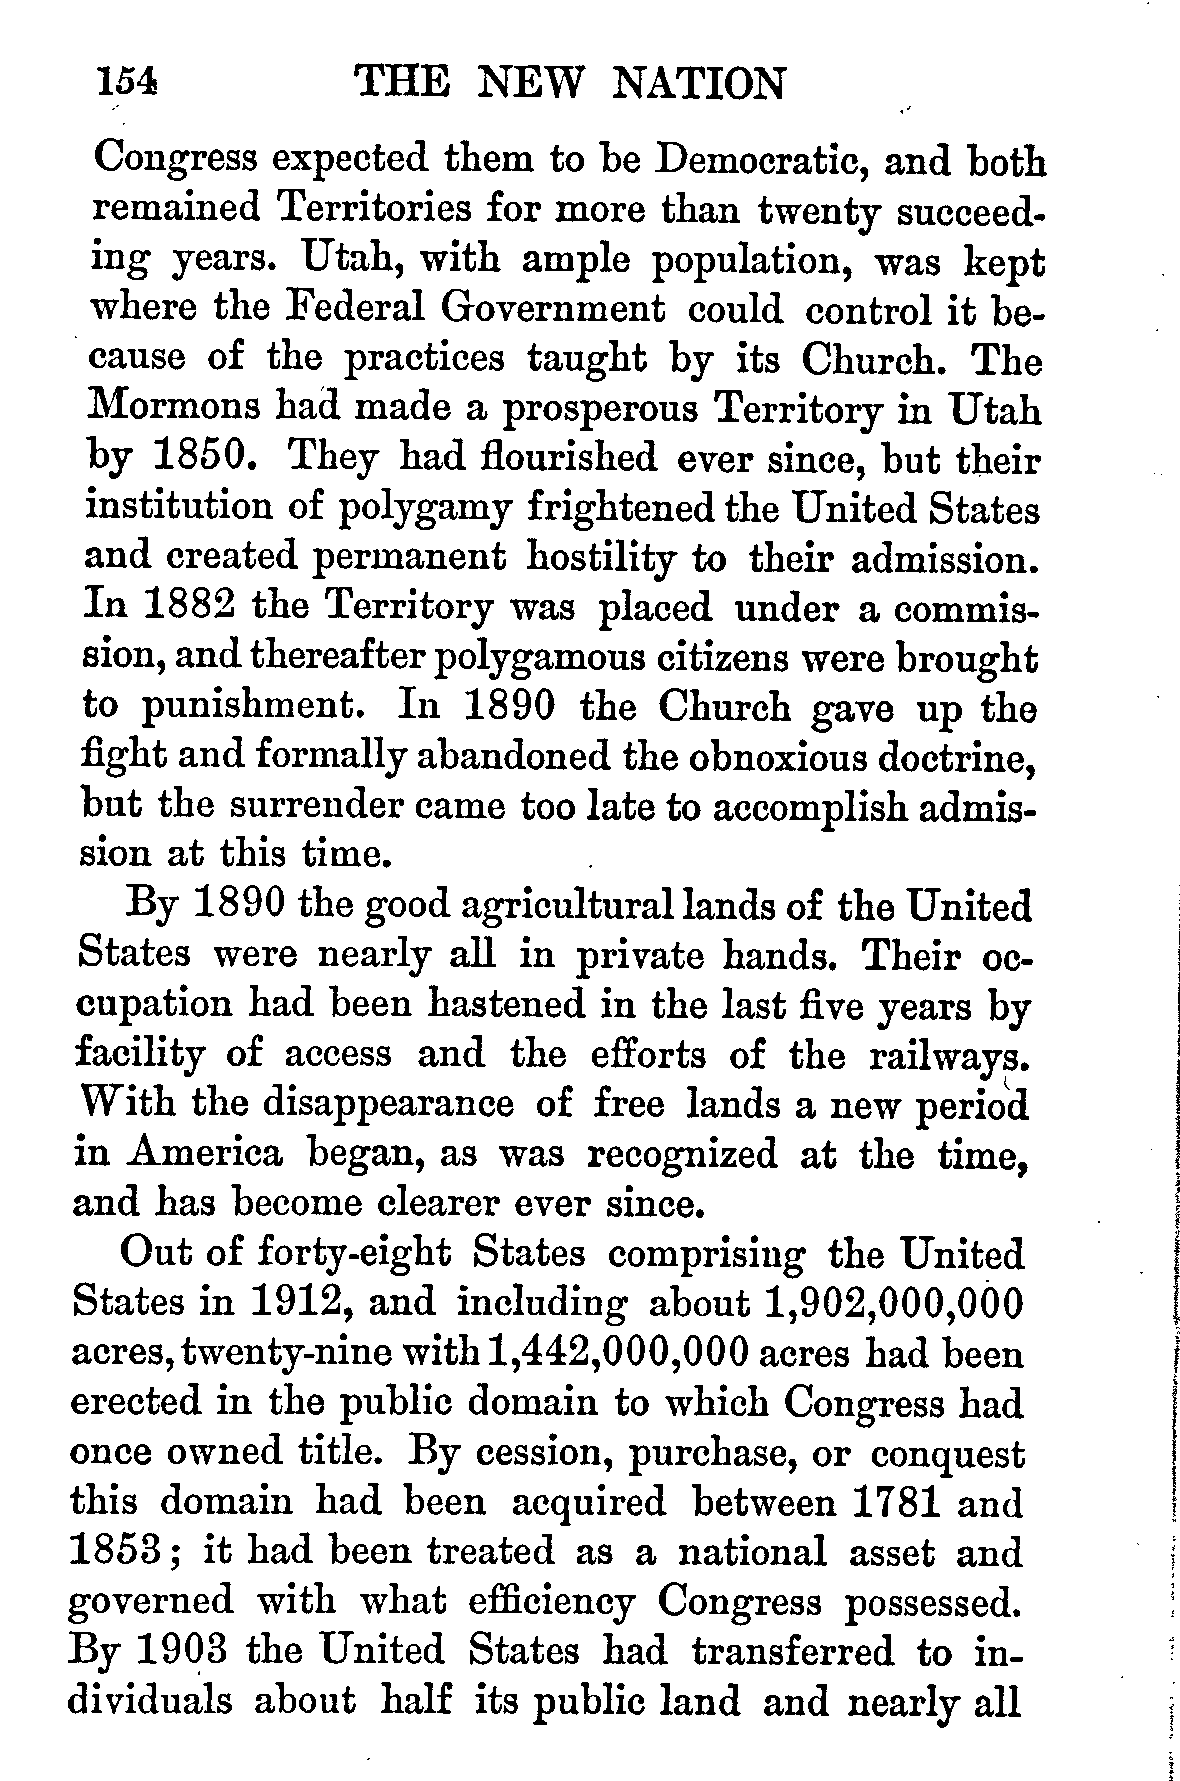 154 THE NEW NATION
Congress expected them to be Democratic, and both
remained Territories for more than twenty succeed-
ing years. Utah, with ample population, was kept
where the Federal Government could control it be-
cause of the practices taught by its Church. The
Mormons had made a prosperous Territory in Utah
by 1850. They had flourished ever since, but their
institution of polygamy frightened the United States
and created permanent hostility to their admission.
In 1882 the Territory was placed under a commis-
sion, and thereafter polygamous citizens were brought
to punishment. In 1890 the Church gave up the
fight and formally abandoned the obnoxious doctrine,
but the surrender came too late to accomplish admis-
sion at this time.
By 1890 the good agricultural lands of the United
States were nearly all in private hands. Their oc-
cupation had been hastened in the last five years by
facility of access and the efforts of the railways.
With the disappearance of free lands a new period
in America began, as was recognized at the time,
and has become clearer ever since.
Out of forty-eight States comprising the United
States in 1912, and including about 1,902,000,000
acres, twenty-nine with 1,442,000,000 acres had been
erected in the public domain to which Congress had
once owned title. By cession, purchase, or conquest
this domain had been acquired between 1781 and
1853; it had been treated as a national asset and
governed with what efficiency Congress possessed.
By 1903 the United States had transferred to in-
dividuals about half its public land and nearly all